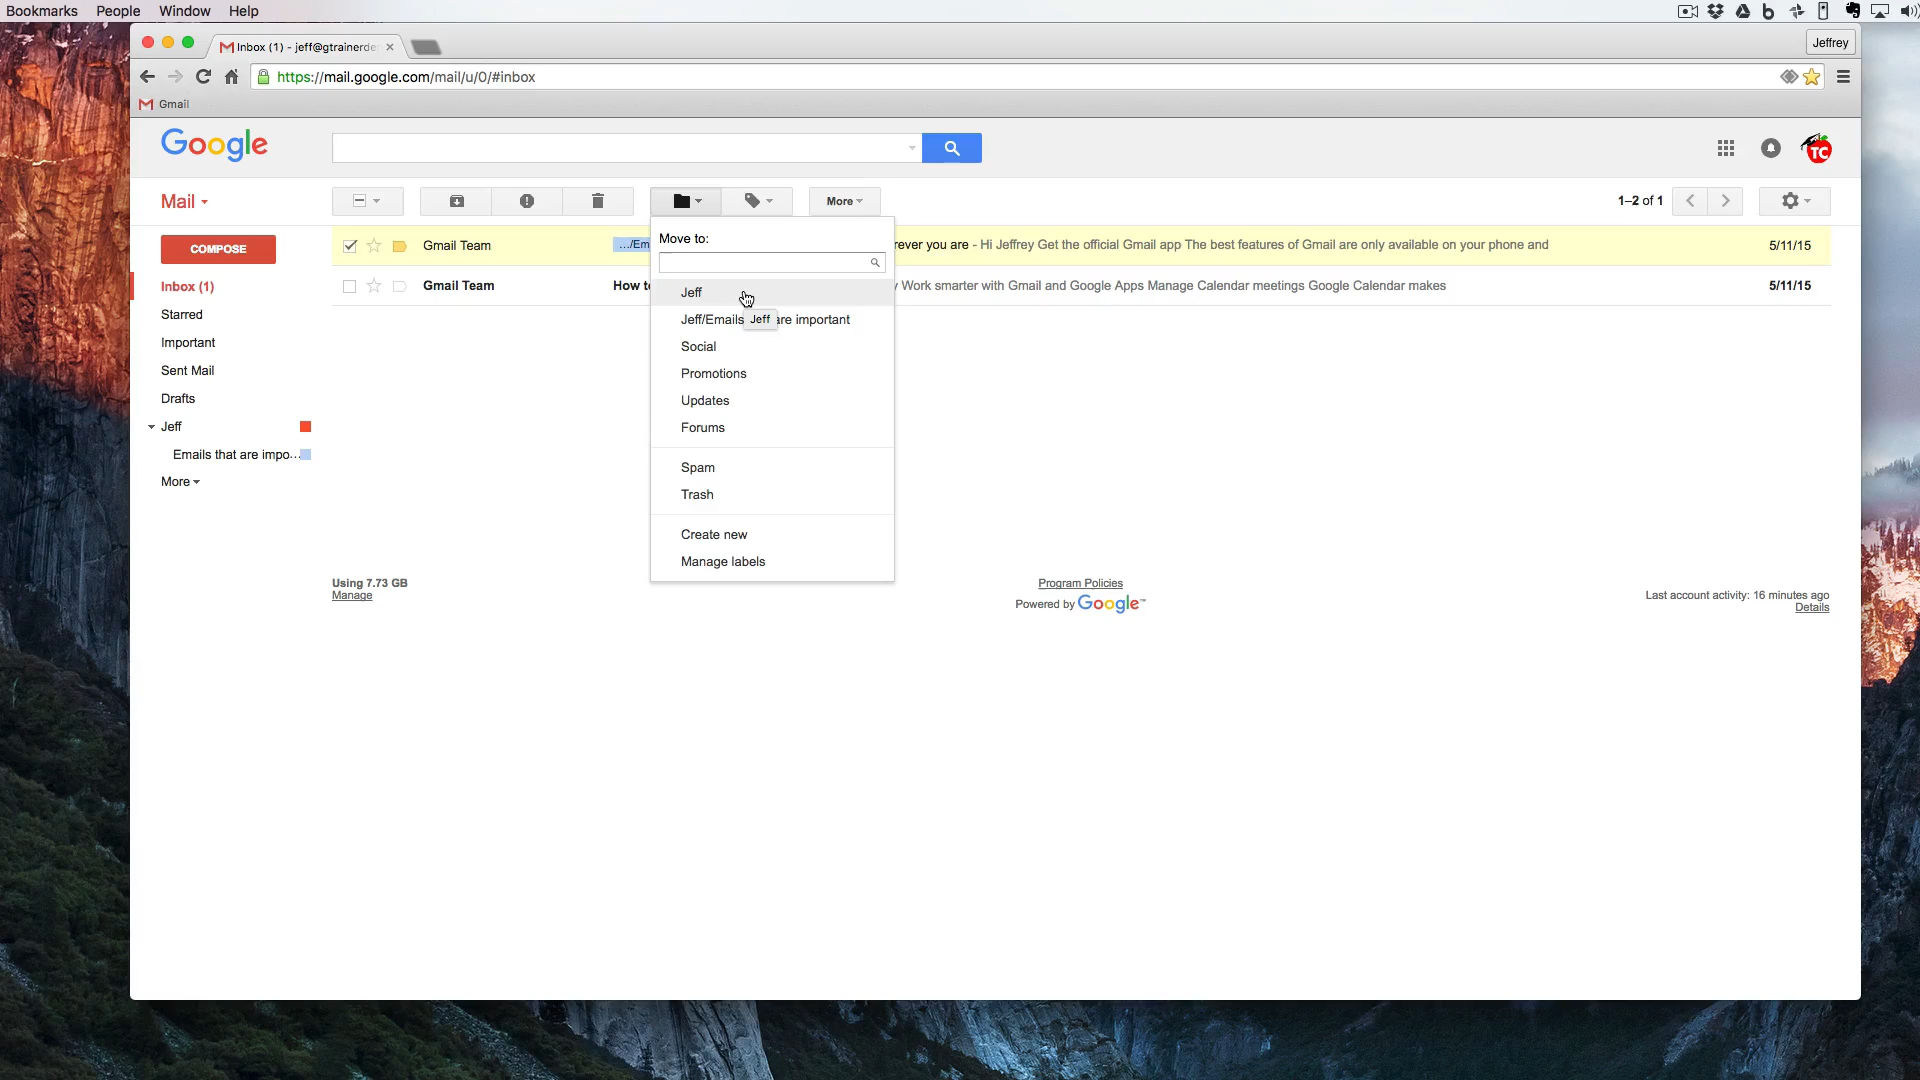 Bookmarks People Window Help
Inbox (1) - jeff@gtrainerde
Jeffrey
https://mail.google.com/mail/u/0/#inbox
Gmail
Google
TC
Mail
More
1–2 of 1
COMPOSE
Move to:
Gmail Team
.../Em
rever you are - Hi Jeffrey Get the official Gmail app The best features of Gmail are only available on your phone and
5/11/15
Inbox (1)
Gmail Team
How to
Work smarter with Gmail and Google Apps Manage Calendar meetings Google Calendar makes
5/11/15
Jeff
Starred
Jeff/Emails
Jeff
are important
Important
Social
Sent Mail
Promotions
Drafts
Updates
Jeff
Forums
Emails that are impo...
Spam
More
Trash
Create new
Manage labels
Using 7.73 GB
Manage
Program Policies
Powered by Google™
Last account activity: 16 minutes ago
Details